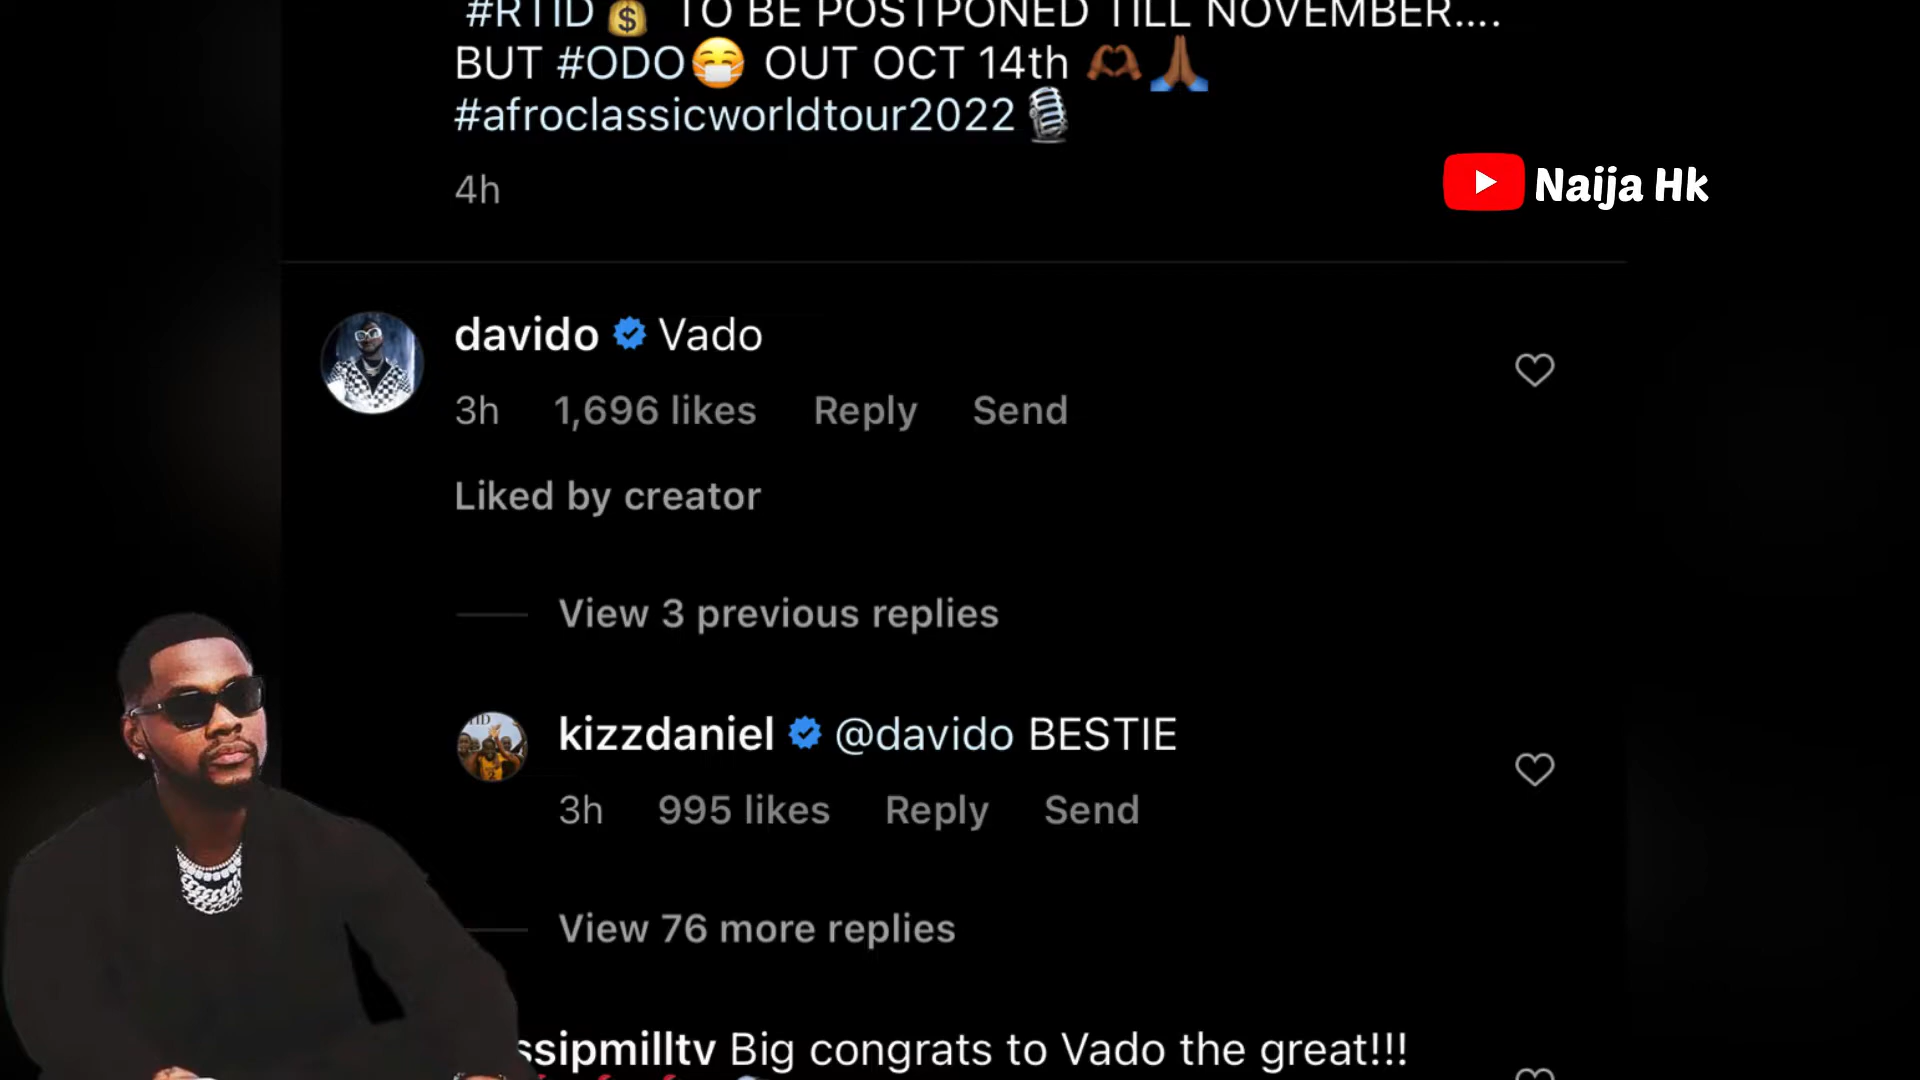 #RTID💰 TO BE POSTPONED TILL NOVEMBER....
BUT #ODO😷 OUT OCT 14th 🫶🏾🙏🏾
#afroclassicworldtour2022🎙
4h
Naija Hk
davido Vado
3h 1,696 likes Reply Send
Liked by creator
View 3 previous replies
kizzdaniel @davido BESTIE
3h 995 likes Reply Send
View 76 more replies
ssipmilltv Big congrats to Vado the great!!!